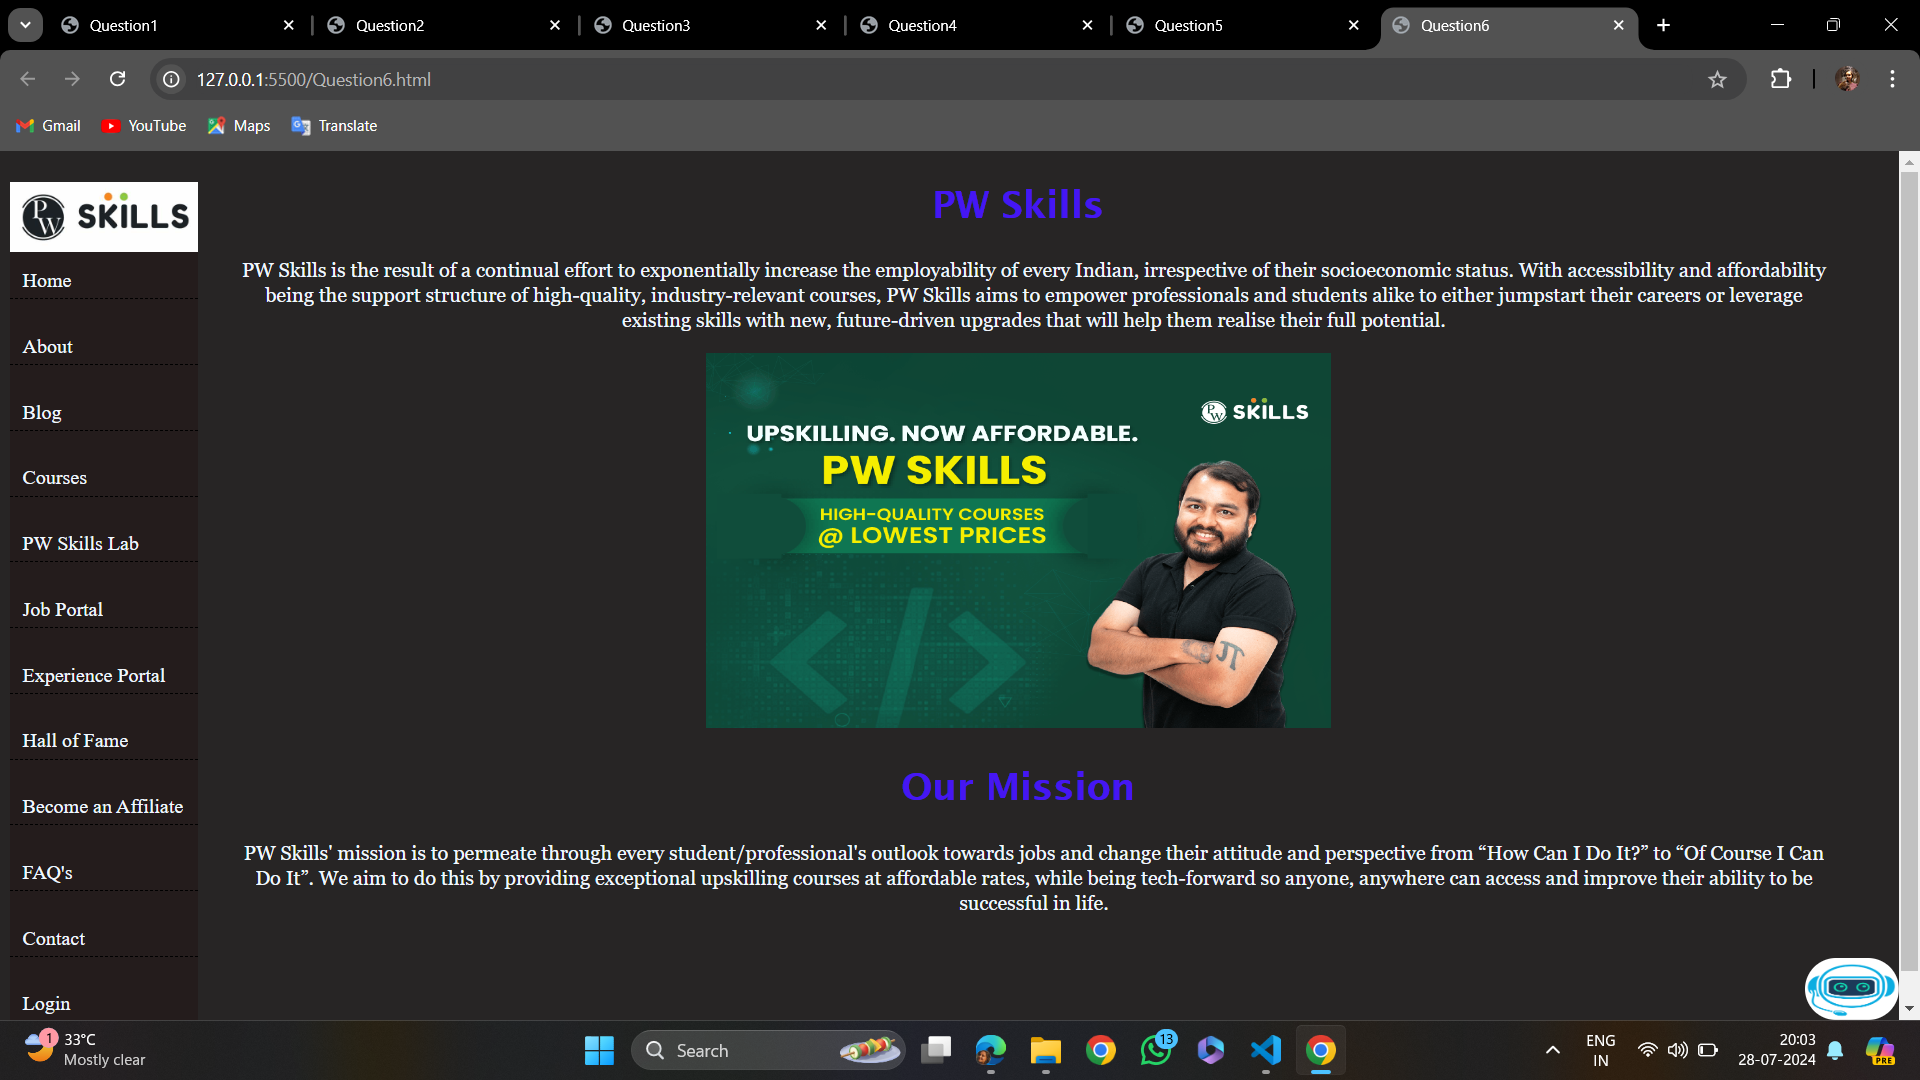 Question1
Question2
Question3
Question4
Question5
Question6
127.0.0.1:5500/Question6.html
Gmail
YouTube
Maps
Translate
PW SKILLS
Home
About
Blog
Courses
PW Skills Lab
Job Portal
Experience Portal
Hall of Fame
Become an Affiliate
FAQ's
Contact
Login
PW Skills
PW Skills is the result of a continual effort to exponentially increase the employability of every Indian, irrespective of their socioeconomic status. With accessibility and affordability
being the support structure of high-quality, industry-relevant courses, PW Skills aims to empower professionals and students alike to either jumpstart their careers or leverage
existing skills with new, future-driven upgrades that will help them realise their full potential.
PW SKILLS
UPSKILLING. NOW AFFORDABLE.
PW SKILLS
HIGH-QUALITY COURSES
@ LOWEST PRICES
</>
π
Our Mission
PW Skills' mission is to permeate through every student/professional's outlook towards jobs and change their attitude and perspective from “How Can I Do It?” to “Of Course I Can
Do It”. We aim to do this by providing exceptional upskilling courses at affordable rates, while being tech-forward so anyone, anywhere can access and improve their ability to be
successful in life.
1
33°C
Mostly clear
Search
13
ENG
IN
20:03
28-07-2024
PRE